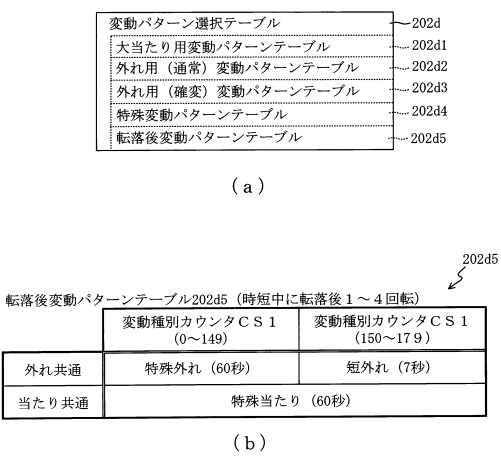 変動パターン選択テーブル 202d
大当たり用変動パターンテーブル 202d1
外れ用（通常）変動パターンテーブル 202d2
外れ用（確変）変動パターンテーブル 202d3
特殊変動パターンテーブル 202d4
転落後変動パターンテーブル 202d5
（a）
202d5
転落後変動パターンテーブル202d5（時短中に転落後１～４回転）
変動種別カウンタＣＳ１ 変動種別カウンタＣＳ１
(0～149) (150～179)
外れ共通 特殊外れ（60秒） 短外れ（7秒）
当たり共通 特殊当たり（60秒）
（b）